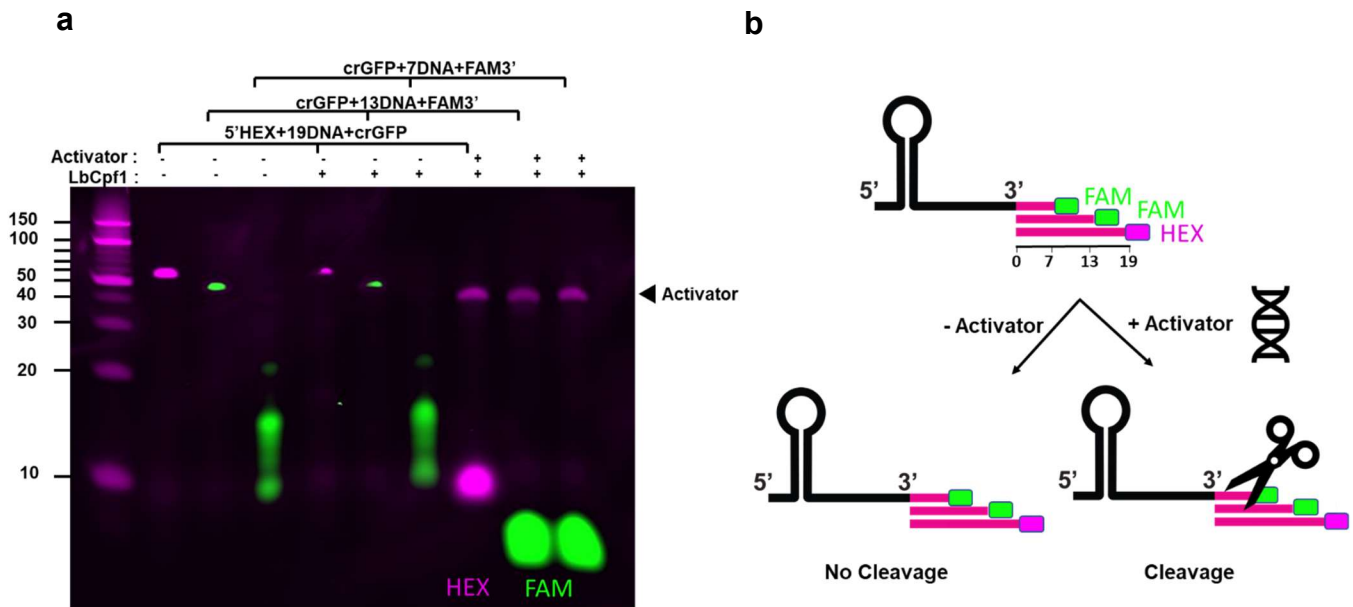 a
crGFP+7DNA+FAM3’
crGFP+13DNA+FAM3’
5’HEX+19DNA+crGFP
Activator : - - - - - - + + +
LbCpf1 : - - - + + + + + +
150
100
50
40
30
20
10
Activator
HEX FAM
b
5’ 3’
FAM
FAM
HEX
0 7 13 19
- Activator + Activator
5’ 3’
5’ 3’
No Cleavage Cleavage